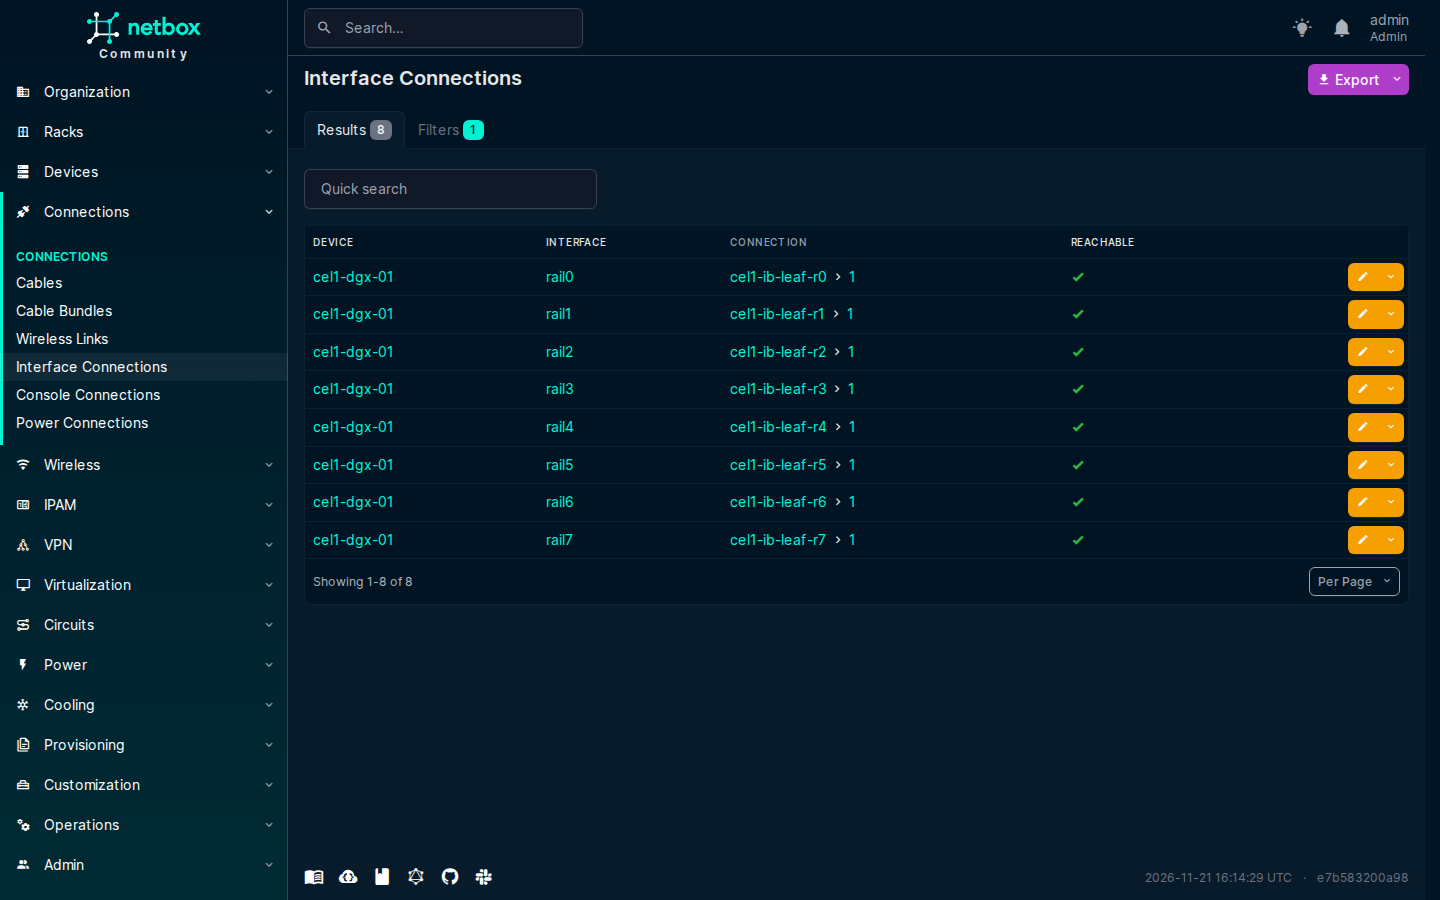 netbox
Community
Organization
Racks
Devices
Connections
CONNECTIONS
Cables
Cable Bundles
Wireless Links
Interface Connections
Console Connections
Power Connections
Wireless
IPAM
VPN
Virtualization
Circuits
Power
Cooling
Provisioning
Customization
Operations
Admin
Search...
admin
Admin
Interface Connections
Export
Results 8 Filters 1
Quick search
DEVICE INTERFACE CONNECTION REACHABLE
cel1-dgx-01 rail0 cel1-ib-leaf-r0 > 1
cel1-dgx-01 rail1 cel1-ib-leaf-r1 > 1
cel1-dgx-01 rail2 cel1-ib-leaf-r2 > 1
cel1-dgx-01 rail3 cel1-ib-leaf-r3 > 1
cel1-dgx-01 rail4 cel1-ib-leaf-r4 > 1
cel1-dgx-01 rail5 cel1-ib-leaf-r5 > 1
cel1-dgx-01 rail6 cel1-ib-leaf-r6 > 1
cel1-dgx-01 rail7 cel1-ib-leaf-r7 > 1
Showing 1-8 of 8
Per Page
2026-11-21 16:14:29 UTC · e7b583200a98